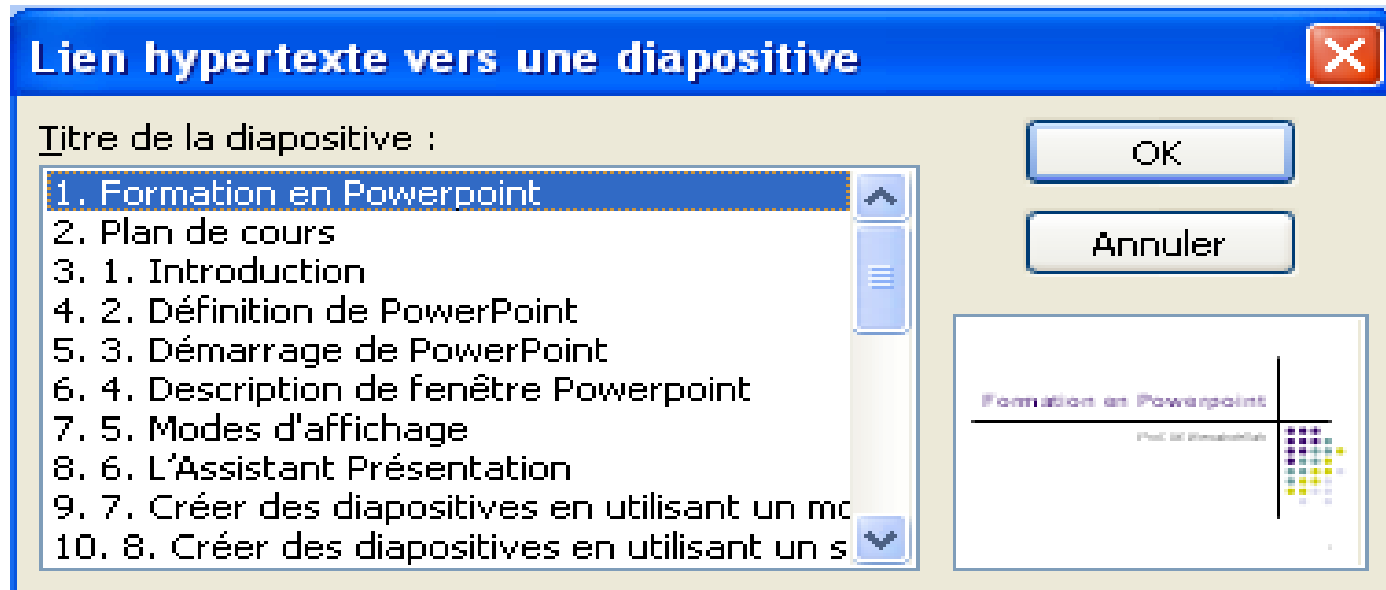 Lien hypertexte vers une diapositive
Titre de la diapositive :
1. Formation en Powerpoint
2. Plan de cours
3. 1. Introduction
4. 2. Définition de PowerPoint
5. 3. Démarrage de PowerPoint
6. 4. Description de fenêtre Powerpoint
7. 5. Modes d'affichage
8. 6. L'Assistant Présentation
9. 7. Créer des diapositives en utilisant un mo
10. 8. Créer des diapositives en utilisant un s
OK
Annuler
Formation en Powerpoint